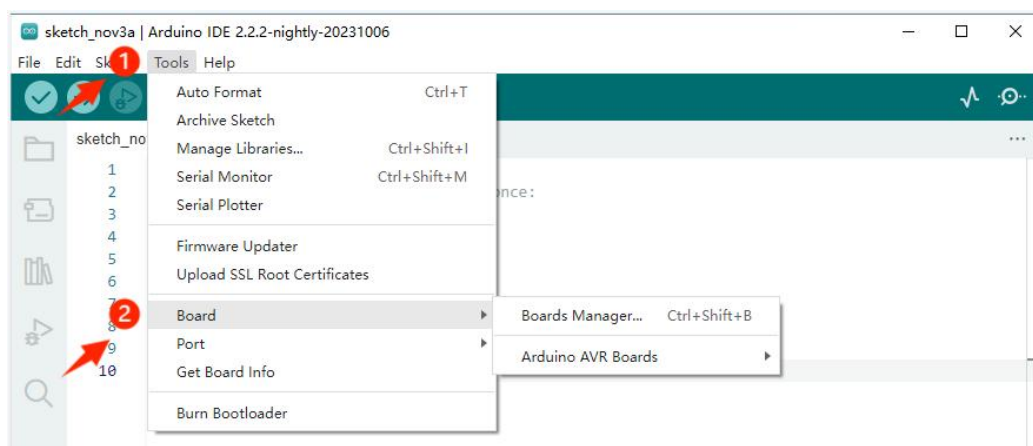 sketch_nov3a | Arduino IDE 2.2.2-nightly-20231006
File Edit Sk 1 Tools Help
Auto Format Ctrl+T
Archive Sketch
sketch_no
Manage Libraries... Ctrl+Shift+I
1
Serial Monitor Ctrl+Shift+M
2
once:
Serial Plotter
3
4
Firmware Updater
5
Upload SSL Root Certificates
6
7
2
Board
Boards Manager... Ctrl+Shift+B
8
Port
9
Arduino AVR Boards
Get Board Info
10
Burn Bootloader